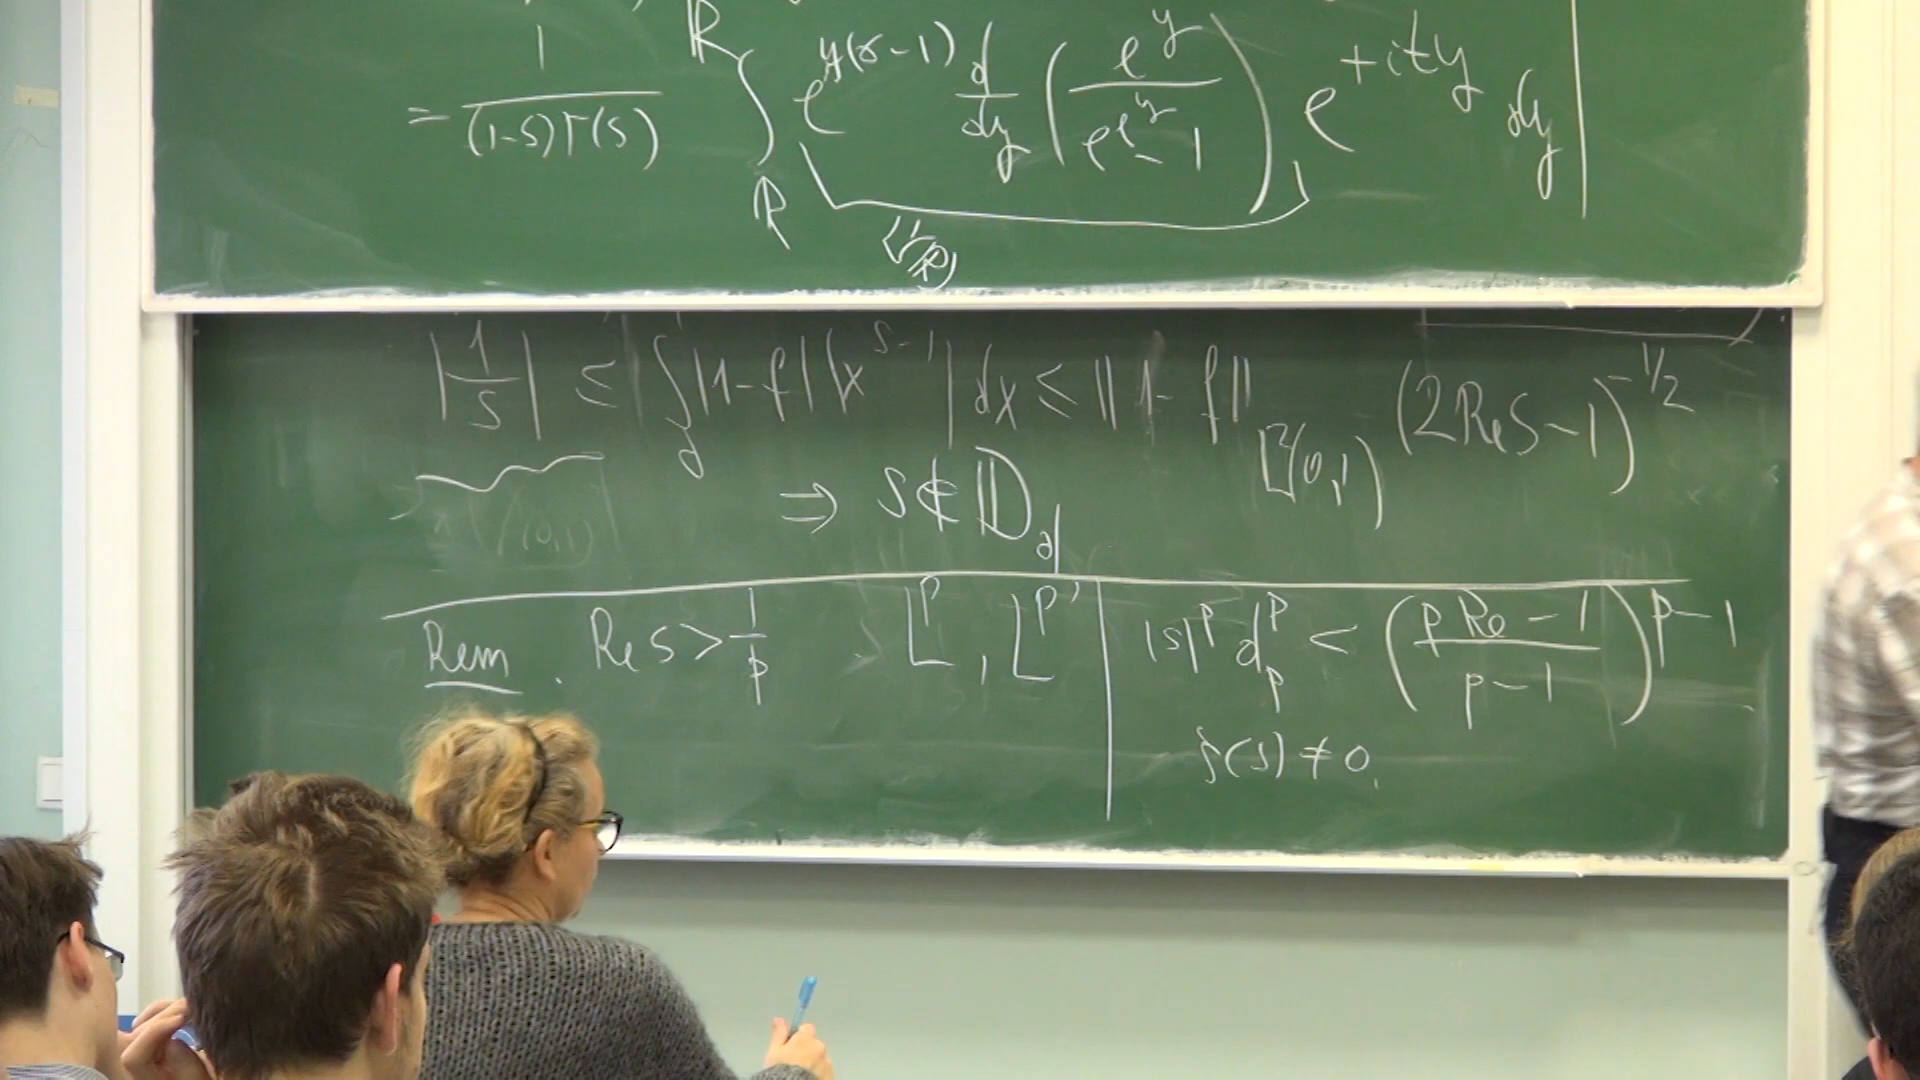 = 1/((1-s)Γ(s)) ∫_ℝ e^{y(σ-1)} d/dy (e^y/(e^{e^y}-1)) e^{+ity} dy
L¹(ℝ)
|1/s| ≤ ∫_0^1 |1-f| |x^{s-1}| dx ≤ ||1-f||_{L²(0,1)} (2Re s-1)^{-1/2}
⇒ s ∉ 𝔻_d
Rem . Re s > 1/p L^p, L^{p'} | |s|^p d_p^p < ((p Re - 1)/(p-1))^{p-1}
ζ(s) ≠ 0.